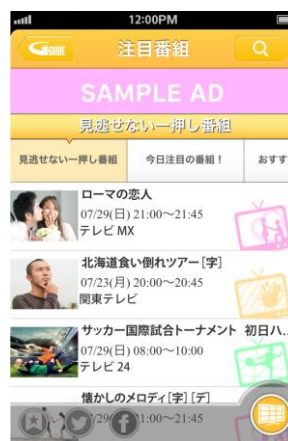 12:00PM
G GUIDE
注目番組
SAMPLE AD
見逃せない一押し番組
見逃せない一押し番組
今日注目の番組！
おすす
ローマの恋人
07/29(日) 21:00～21:45
テレビ MX
北海道食い倒れツアー [字]
07/23(月) 20:00～20:45
関東テレビ
サッカー国際試合トーナメント 初日ハ...
07/29(日) 08:00～10:00
テレビ 24
懐かしのメロディ [字] [デ]
07/29(日) 21:00～21:45